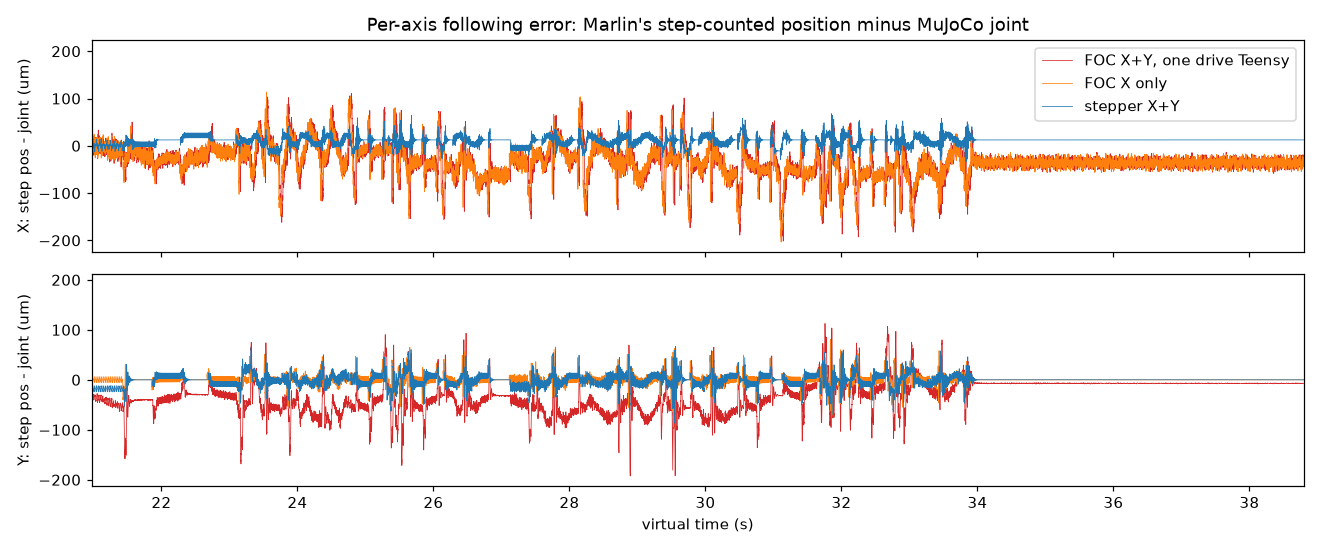 Per-axis following error: Marlin's step-counted position minus MuJoCo joint
X: step pos - joint (um)
200
100
0
−100
−200
FOC X+Y, one drive Teensy
FOC X only
stepper X+Y
Y: step pos - joint (um)
200
100
0
−100
−200
22 24 26 28 30 32 34 36 38
virtual time (s)